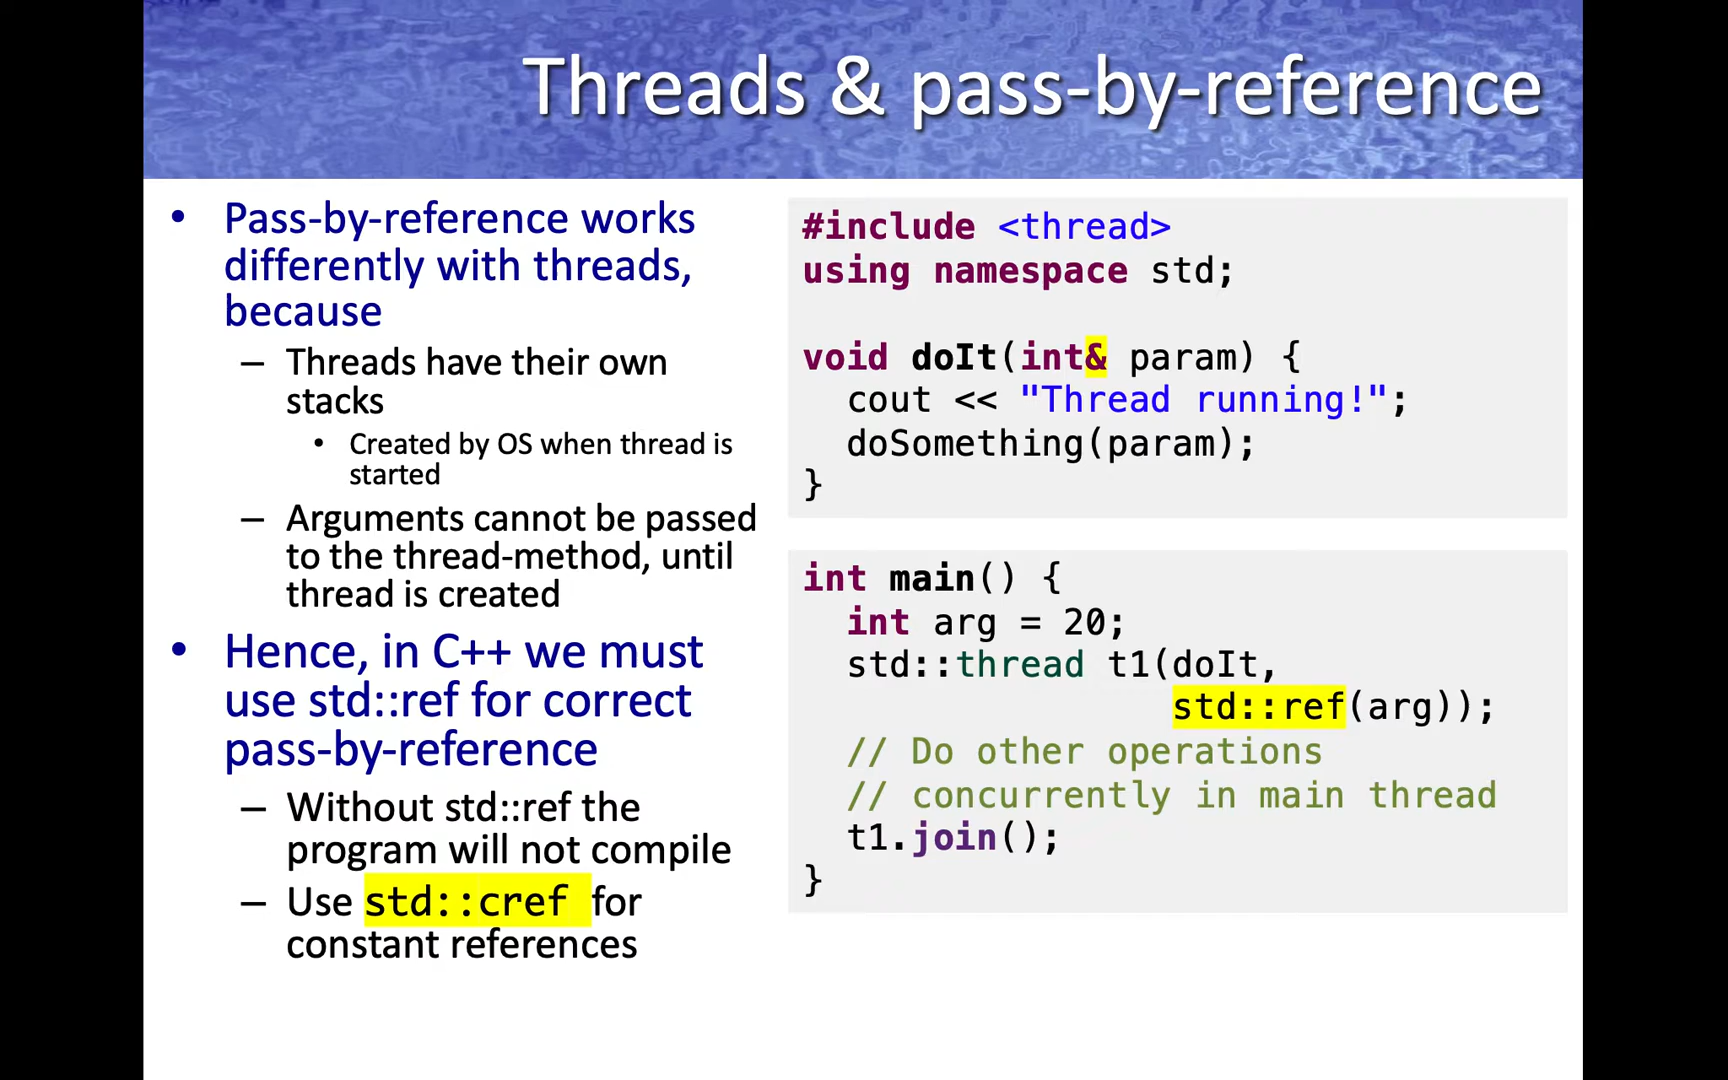 Threads & pass-by-reference
• Pass-by-reference works
differently with threads,
because
– Threads have their own
stacks
• Created by OS when thread is
started
– Arguments cannot be passed
to the thread-method, until
thread is created
• Hence, in C++ we must
use std::ref for correct
pass-by-reference
– Without std::ref the
program will not compile
– Use std::cref for
constant references
#include <thread>
using namespace std;

void doIt(int& param) {
  cout << "Thread running!";
  doSomething(param);
}

int main() {
  int arg = 20;
  std::thread t1(doIt,
                 std::ref(arg));
  // Do other operations
  // concurrently in main thread
  t1.join();
}